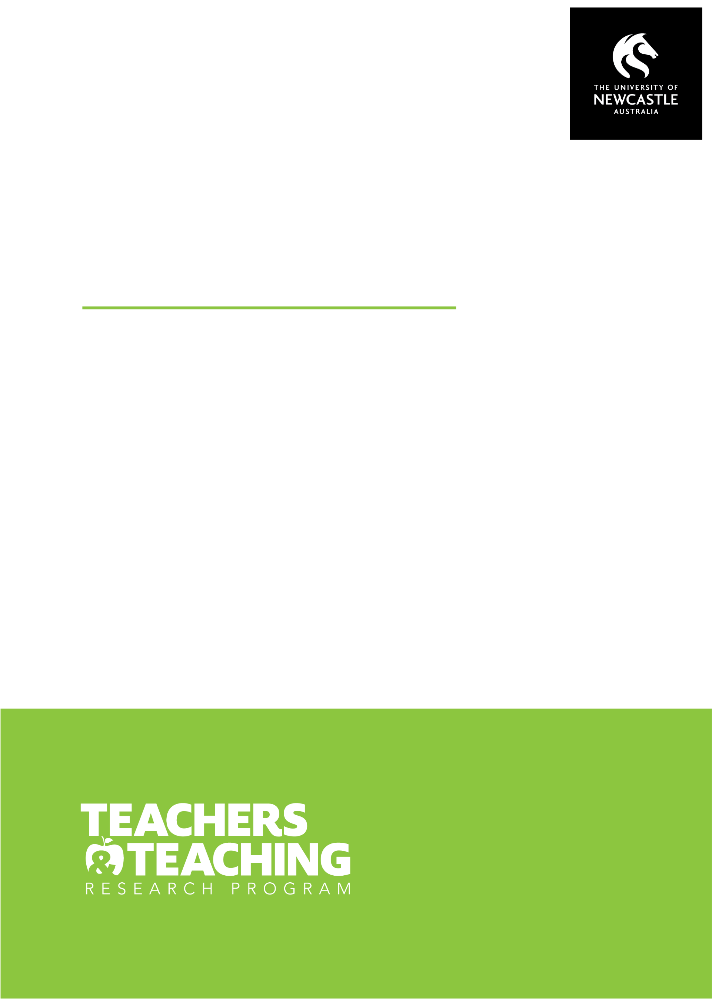 THE UNIVERSITY OF
NEWCASTLE
AUSTRALIA
TEACHERS
& TEACHING
RESEARCH PROGRAM